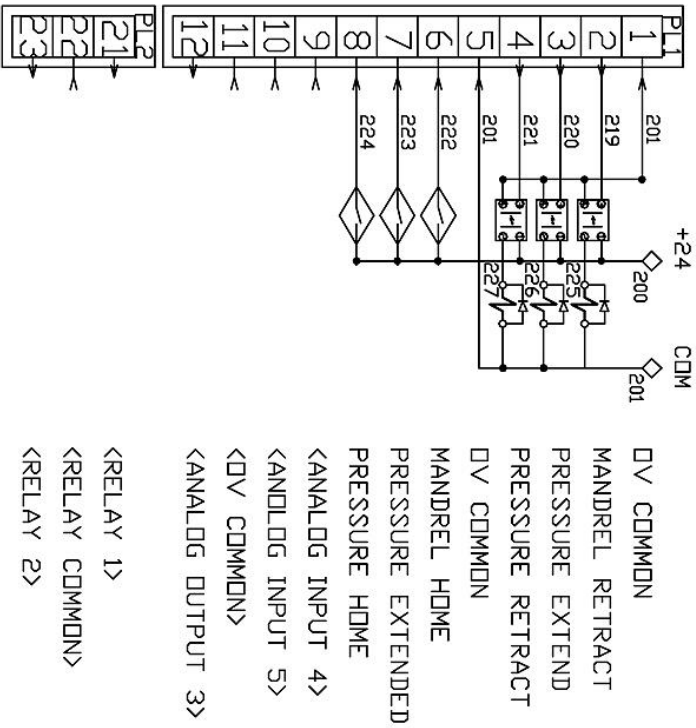 PL1
1
2
3
4
5
6
7
8
9
10
11
12
PL2
21
22
23
201
219
220
221
201
222
223
224
+24
200
COM
201
225
226
227
0V COMMON
MANDREL RETRACT
PRESSURE EXTEND
PRESSURE RETRACT
0V COMMON
MANDREL HOME
PRESSURE EXTENDED
PRESSURE HOME
<ANALOG INPUT 4>
<ANOLOG INPUT 5>
<0V COMMON>
<ANALOG OUTPUT 3>
<RELAY 1>
<RELAY COMMON>
<RELAY 2>